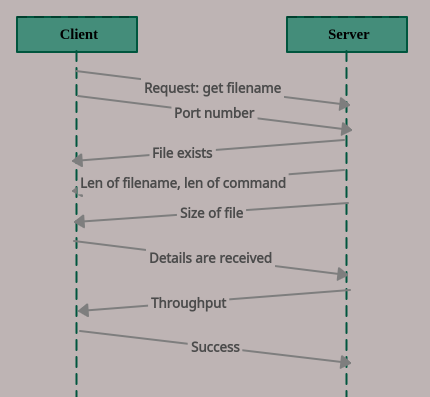 Client
Server
Request: get filename
Port number
File exists
Len of filename, len of command
Size of file
Details are received
Throughput
Success